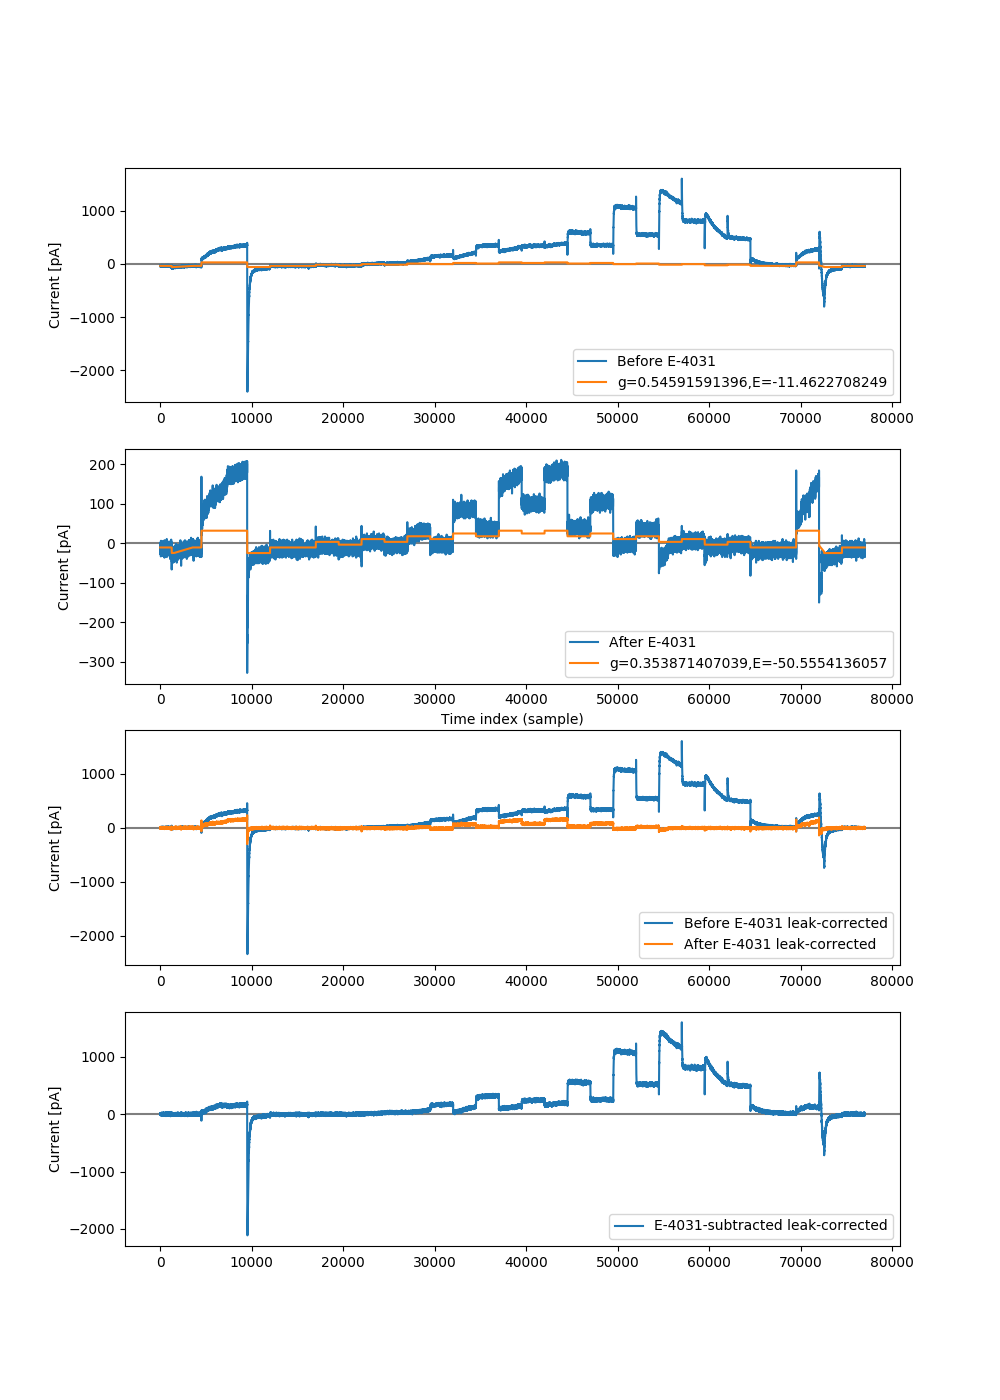 1000
0
−1000
−2000
Current [pA]
Before E-4031
g=0.54591591396,E=-11.4622708249
0 10000 20000 30000 40000 50000 60000 70000 80000
200
100
0
−100
−200
−300
Current [pA]
After E-4031
g=0.353871407039,E=-50.5554136057
0 10000 20000 30000 40000 50000 60000 70000 80000
Time index (sample)
1000
0
−1000
−2000
Current [pA]
Before E-4031 leak-corrected
After E-4031 leak-corrected
0 10000 20000 30000 40000 50000 60000 70000 80000
1000
0
−1000
−2000
Current [pA]
E-4031-subtracted leak-corrected
0 10000 20000 30000 40000 50000 60000 70000 80000